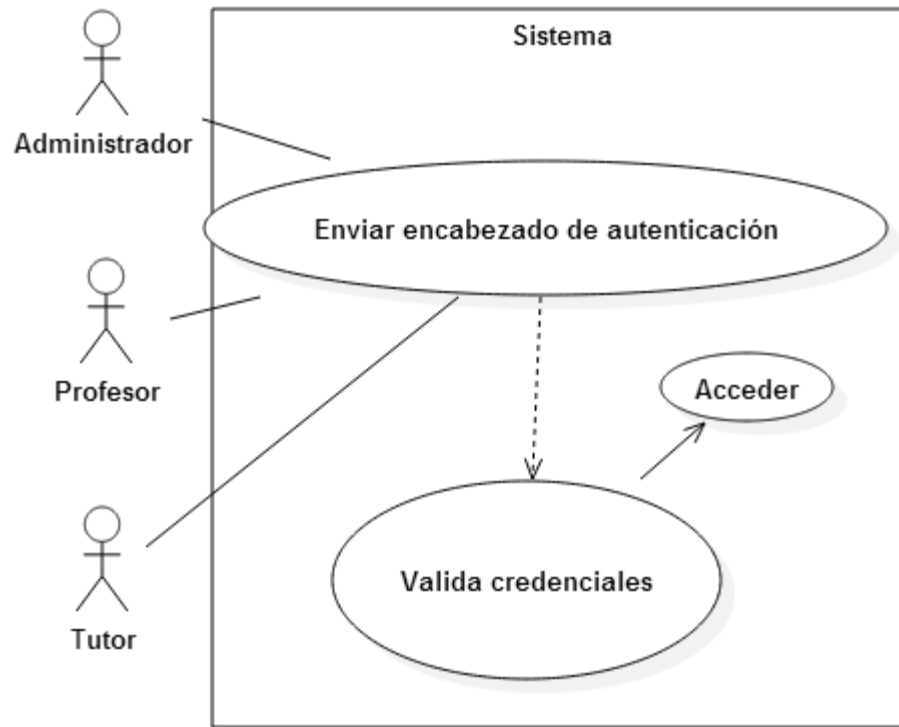 Sistema
Administrador
Enviar encabezado de autenticación
Profesor
Acceder
Valida credenciales
Tutor